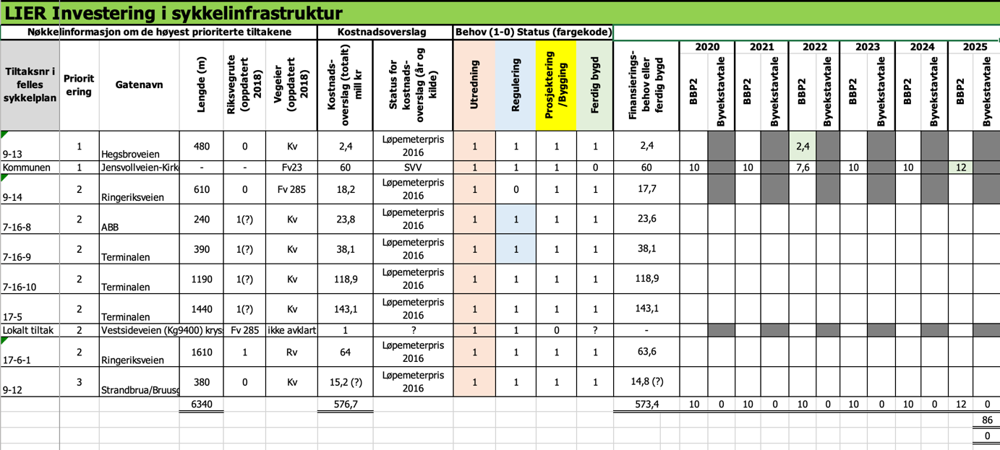 LIER Investering i sykkelinfrastruktur
Nøkkelinformasjon om de høyest prioriterte tiltakene Kostnadsoverslag Behov (1-0) Status (fargekode)
Tiltaksnr i felles sykkelplan Prioritering Gatenavn Lengde (m) Riksvegrute (oppdatert 2018) Vegeier (oppdatert 2018) Kostnads-overslag (totalt) mill kr Status for kostnads-overslag (år og kilde) Utredning Regulering Prosjektering /Bygging Ferdig bygd Finansierings-behov eller ferdig bygd 2020 2021 2022 2023 2024 2025
BBP2 Byvekstavtale BBP2 Byvekstavtale BBP2 Byvekstavtale BBP2 Byvekstavtale BBP2 Byvekstavtale BBP2 Byvekstavtale
9-13 1 Hegsbroveien 480 0 Kv 2,4 Løpemeterpris 2016 1 1 1 1 2,4 2,4
Kommunen 1 Jensvollveien-Kirk - - Fv23 60 SVV 1 1 1 0 60 10 10 7,6 10 10 12
9-14 2 Ringeriksveien 610 0 Fv 285 18,2 Løpemeterpris 2016 1 0 1 1 17,7
7-16-8 2 ABB 240 1(?) Kv 23,8 Løpemeterpris 2016 1 1 1 1 23,6
7-16-9 2 Terminalen 390 1(?) Kv 38,1 Løpemeterpris 2016 1 1 1 1 38,1
7-16-10 2 Terminalen 1190 1(?) Kv 118,9 Løpemeterpris 2016 1 1 1 1 118,9
17-5 2 Terminalen 1440 1(?) Kv 143,1 Løpemeterpris 2016 1 1 1 1 143,1
Lokalt tiltak 2 Vestsideveien (Kg9400) krys Fv 285 ikke avklart 1 ? 1 1 0 ? -
17-6-1 2 Ringeriksveien 1610 1 Rv 64 Løpemeterpris 2016 1 1 1 1 63,6
9-12 3 Strandbrua/Bruusg 380 0 Kv 15,2 (?) Løpemeterpris 2016 1 1 1 1 14,8 (?)
6340 576,7 573,4 10 0 10 0 10 0 10 0 10 0 12 0
86
0